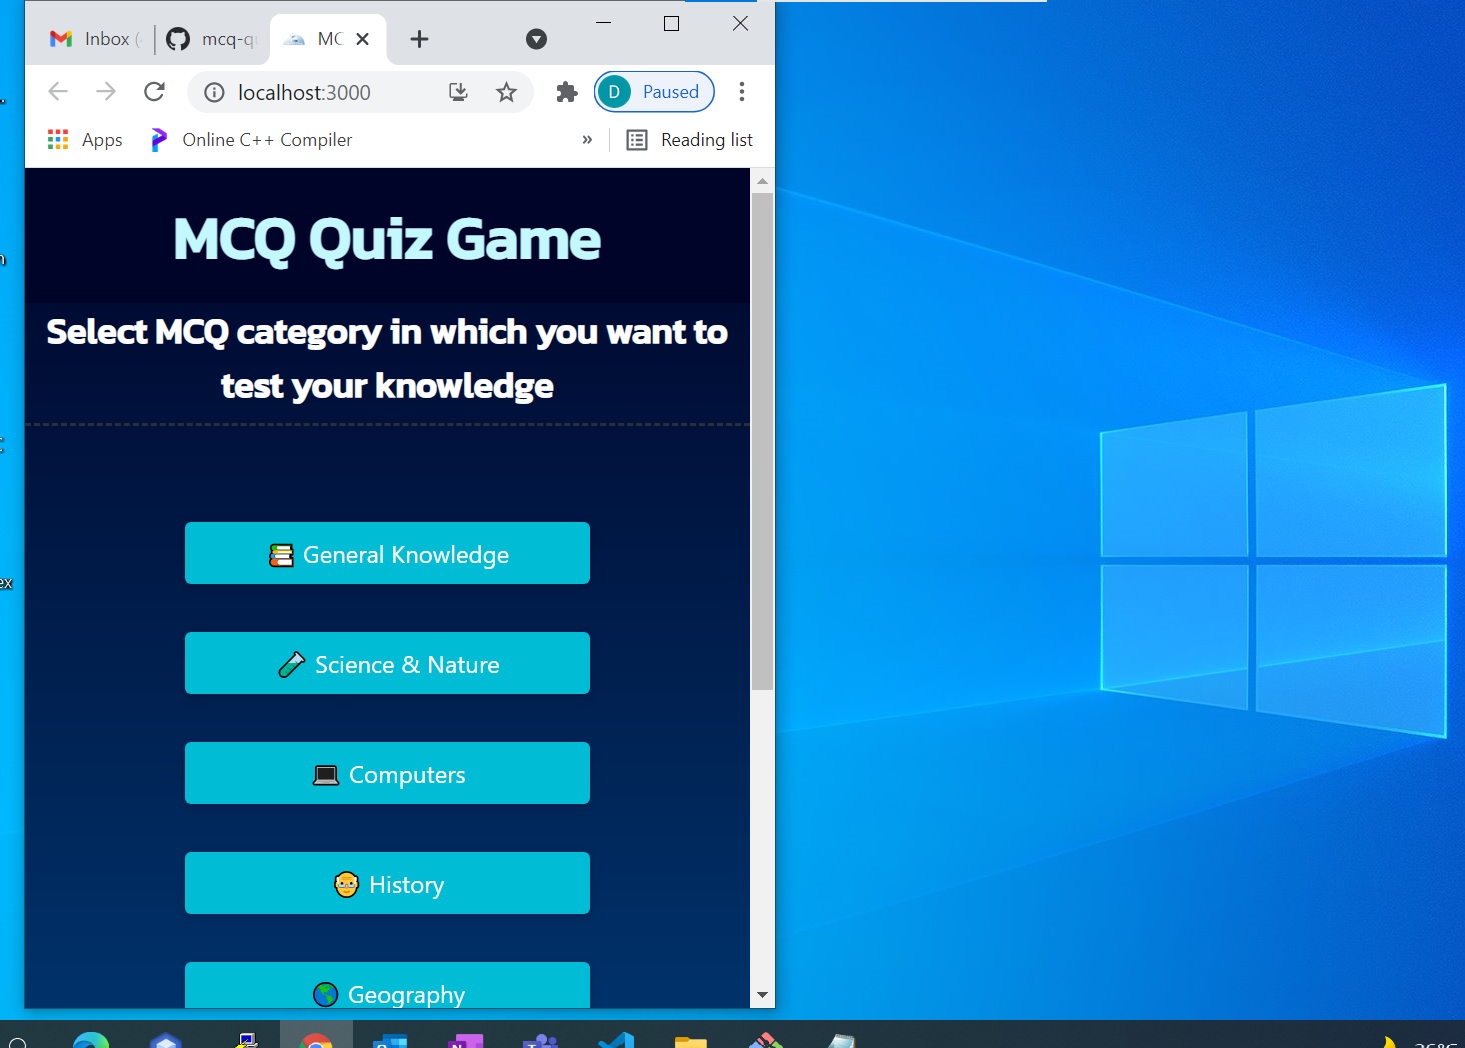 Inbox (
mcq-q
MC
localhost:3000
D Paused
Apps
Online C++ Compiler
»
Reading list
MCQ Quiz Game
Select MCQ category in which you want to
test your knowledge
General Knowledge
Science & Nature
Computers
History
Geography
ex